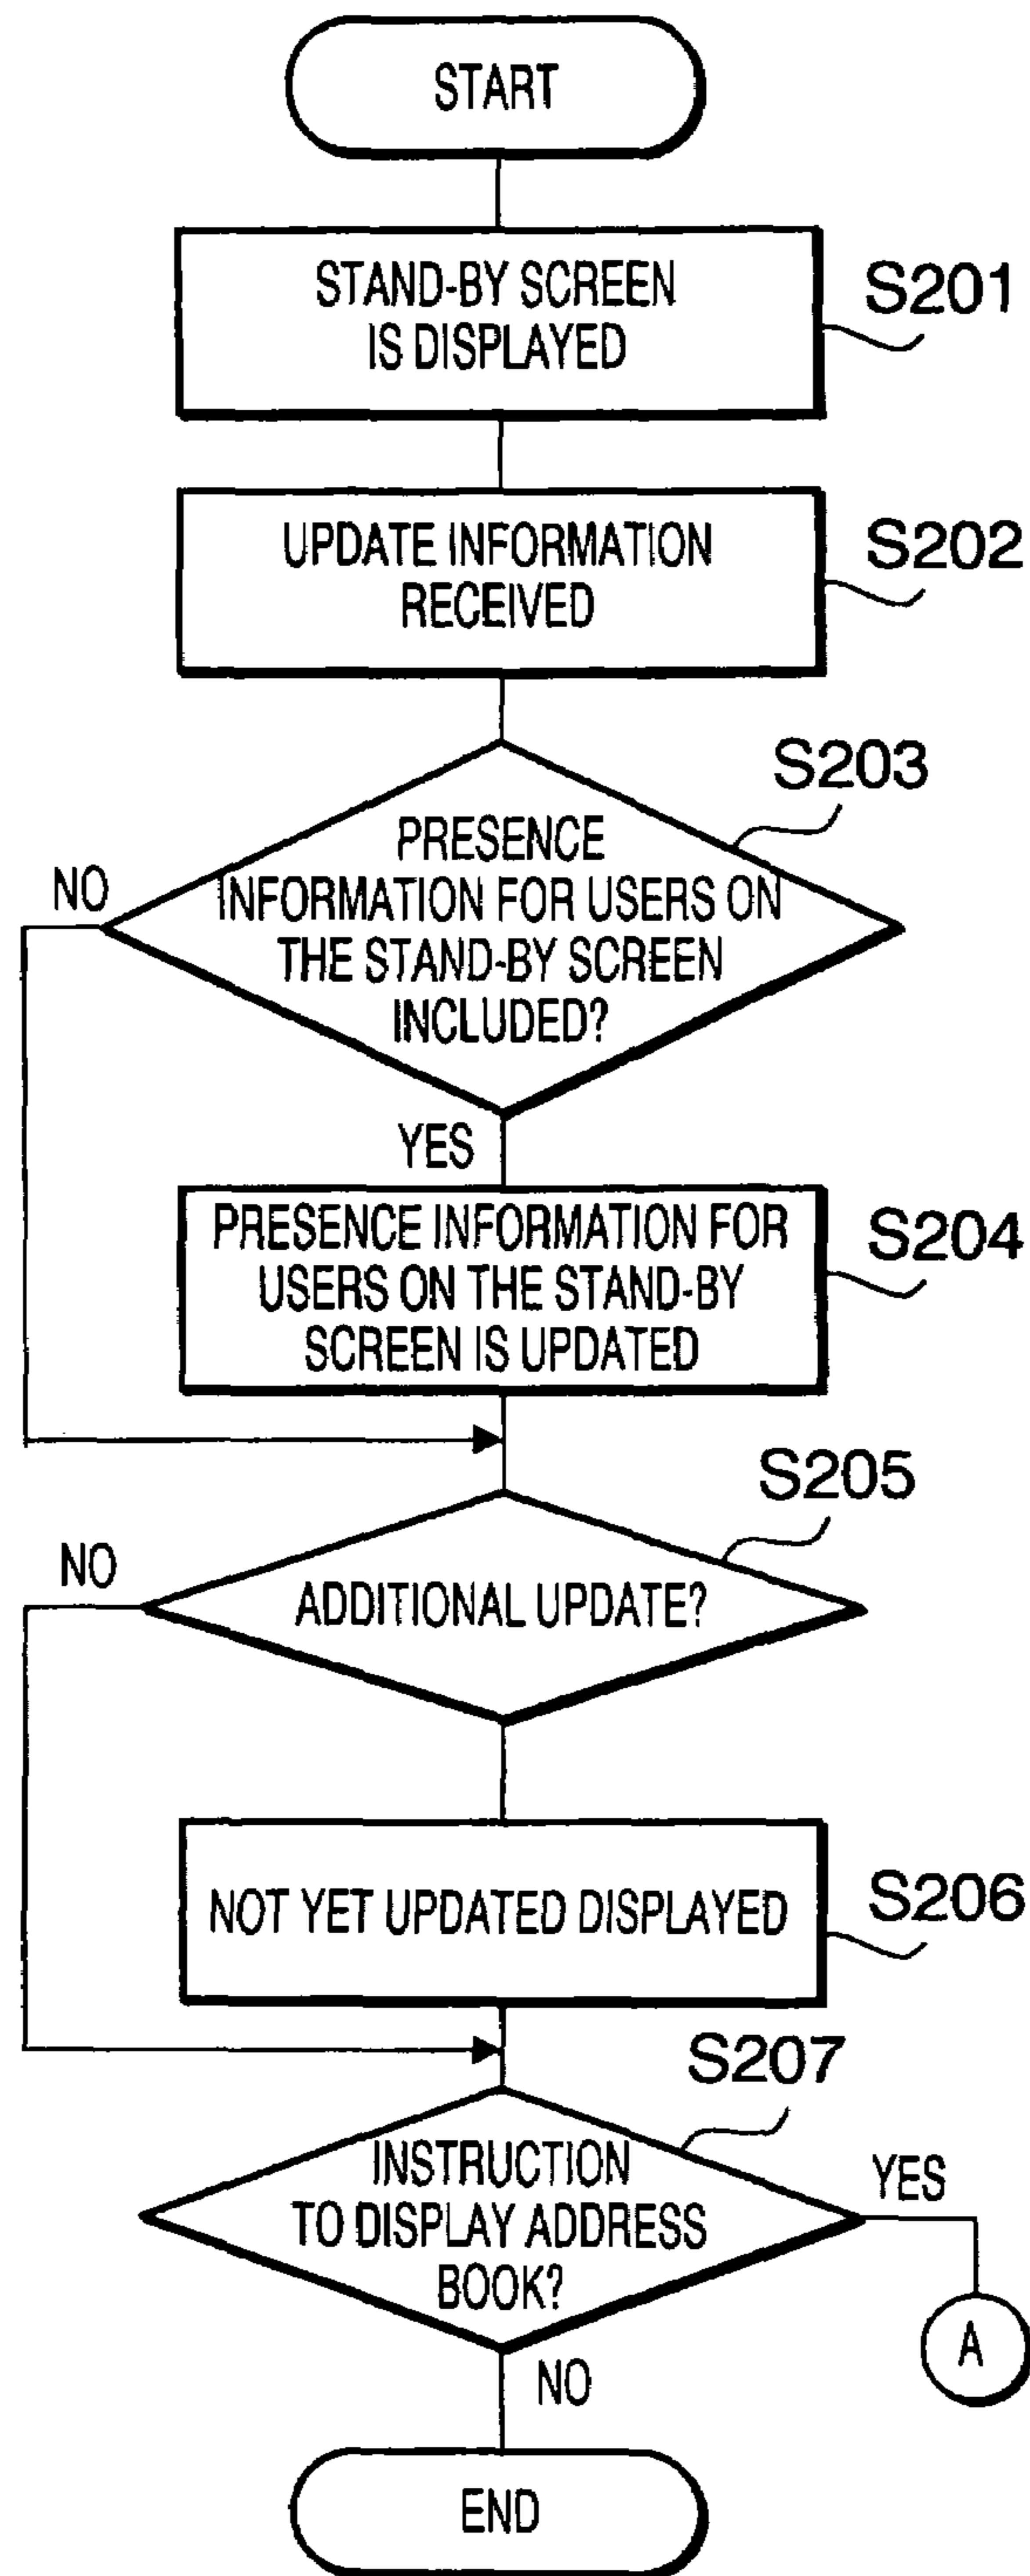 START
STAND-BY SCREEN
IS DISPLAYED
S201
UPDATE INFORMATION
RECEIVED
S202
S203
PRESENCE
INFORMATION FOR USERS ON
THE STAND-BY SCREEN
INCLUDED?
NO
YES
PRESENCE INFORMATION FOR
USERS ON THE STAND-BY
SCREEN IS UPDATED
S204
S205
NO
ADDITIONAL UPDATE?
NOT YET UPDATED DISPLAYED
S206
S207
INSTRUCTION
TO DISPLAY ADDRESS
BOOK?
YES
A
NO
END